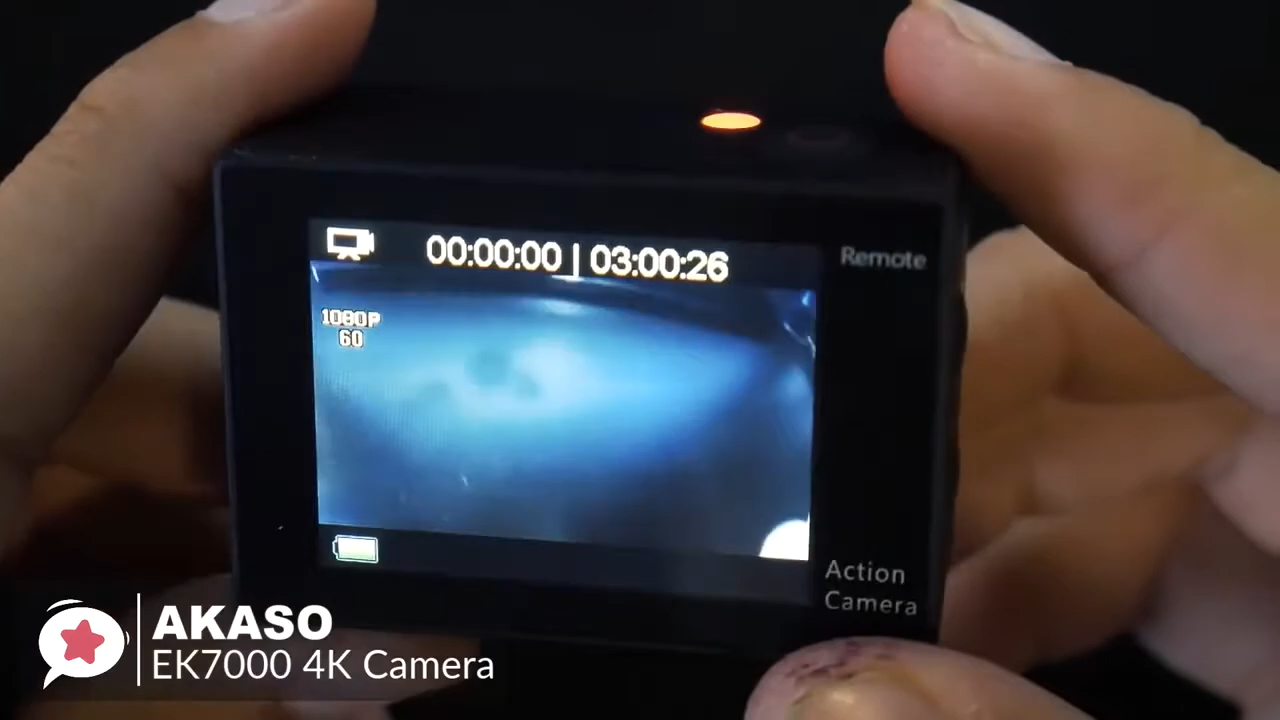 00:00:00 | 03:00:26
Remote
1080P
60
Action
Camera
AKASO
EK7000 4K Camera